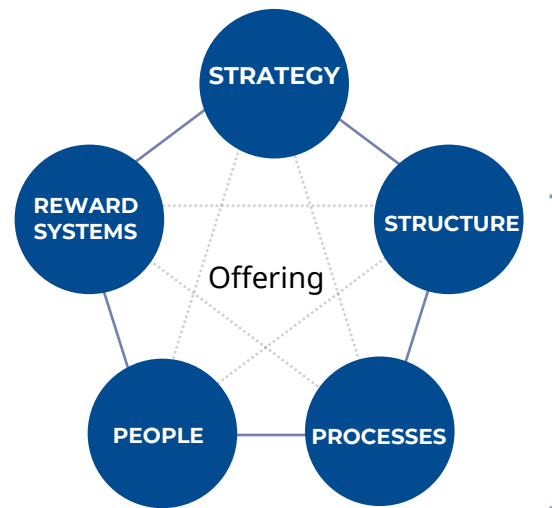 STRATEGY
REWARD
SYSTEMS
STRUCTURE
Offering
PEOPLE
PROCESSES